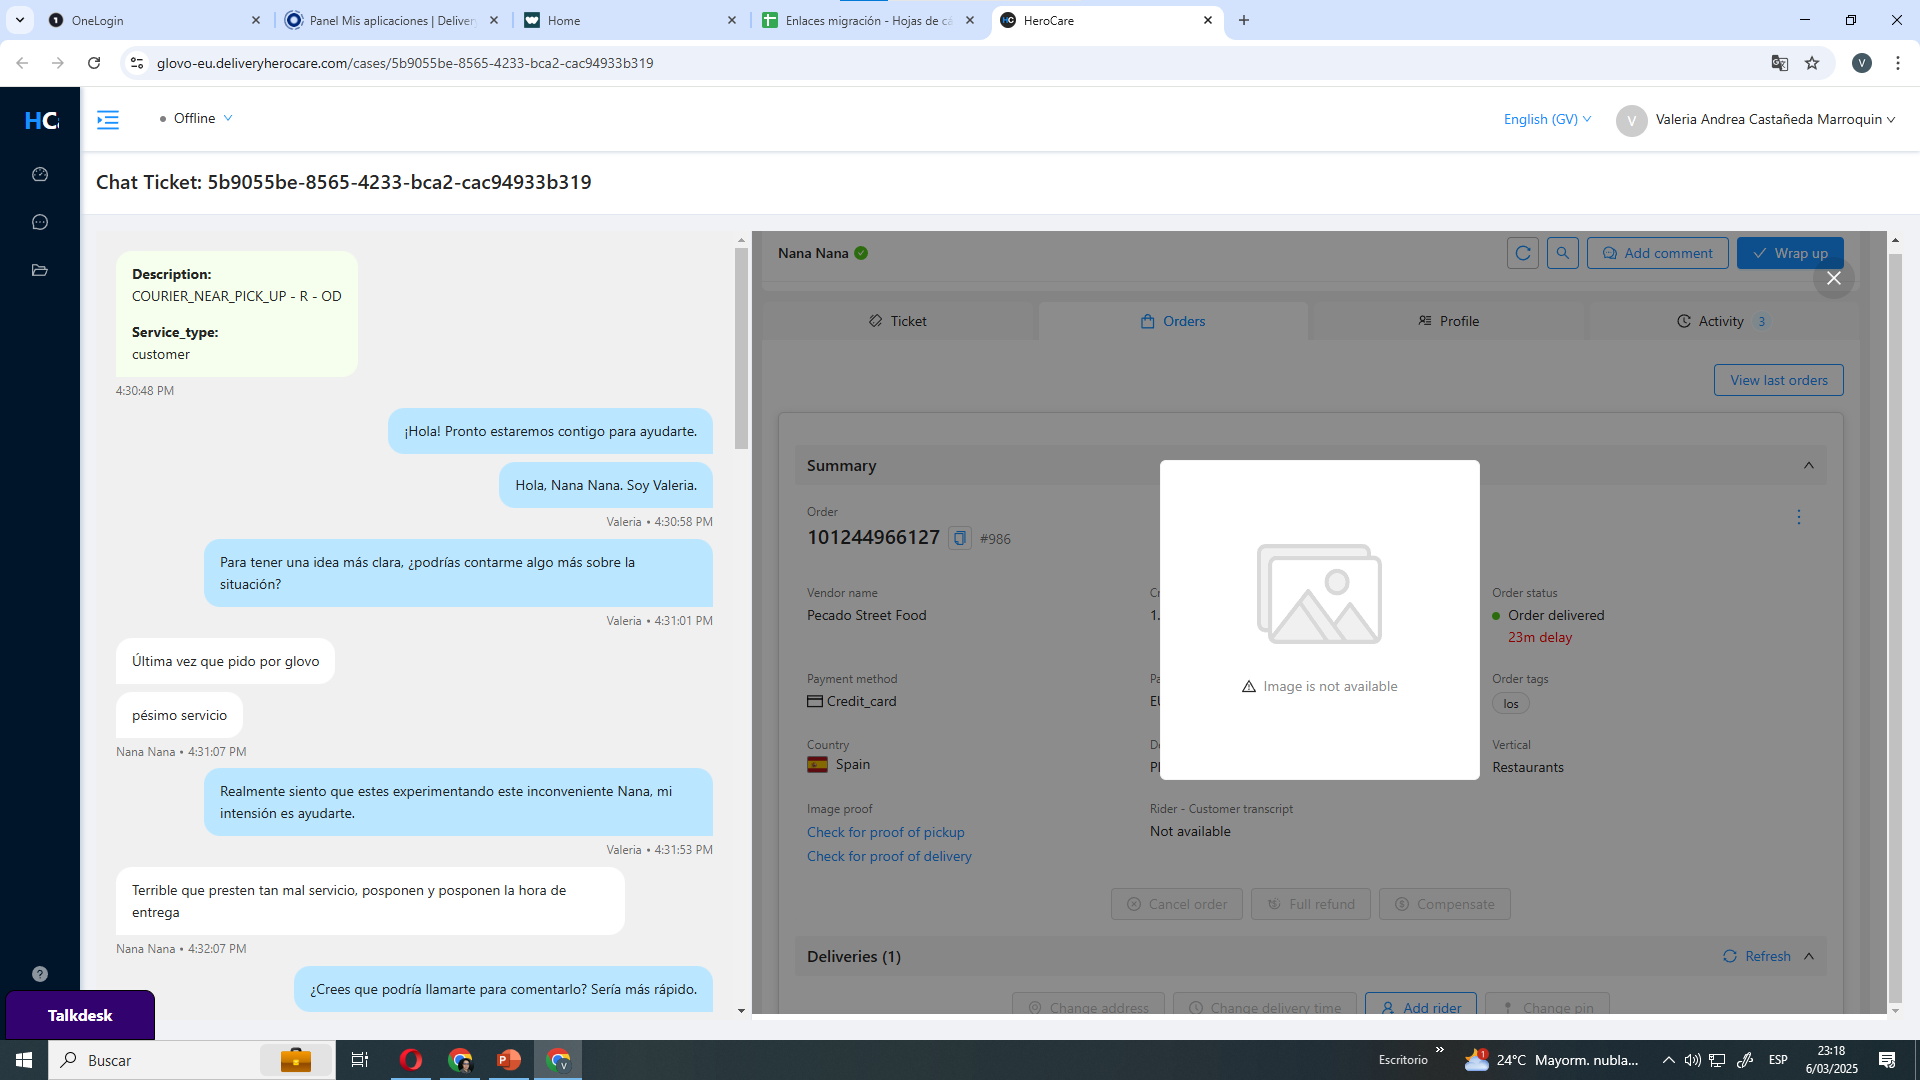 OneLogin
Panel Mis aplicaciones | Deliver
Home
Enlaces migración - Hojas de cá
HeroCare
glovo-eu.deliveryherocare.com/cases/5b9055be-8565-4233-bca2-cac94933b319
V
HC
Offline
English (GV)
V
Valeria Andrea Castañeda Marroquin
Chat Ticket: 5b9055be-8565-4233-bca2-cac94933b319
Description:
COURIER_NEAR_PICK_UP - R - OD
Service_type:
customer
4:30:48 PM
¡Hola! Pronto estaremos contigo para ayudarte.
Hola, Nana Nana. Soy Valeria.
Valeria • 4:30:58 PM
Para tener una idea más clara, ¿podrías contarme algo más sobre la
situación?
Valeria • 4:31:01 PM
Última vez que pido por glovo
pésimo servicio
Nana Nana • 4:31:07 PM
Realmente siento que estes experimentando este inconveniente Nana, mi
intensión es ayudarte.
Valeria • 4:31:53 PM
Terrible que presten tan mal servicio, posponen y posponen la hora de
entrega
Nana Nana • 4:32:07 PM
¿Crees que podría llamarte para comentarlo? Sería más rápido.
Nana Nana
Add comment
Wrap up
Ticket
Orders
Profile
Activity 3
View last orders
Summary
Order
101244966127 #986
Vendor name
Pecado Street Food
Order status
Order delivered
23m delay
Payment method
Credit_card
Order tags
los
Country
Spain
Vertical
Restaurants
Image is not available
Image proof
Check for proof of pickup
Check for proof of delivery
Rider - Customer transcript
Not available
Cancel order
Full refund
Compensate
Deliveries (1)
Refresh
Change address
Change delivery time
Add rider
Change pin
Talkdesk
Buscar
Escritorio
24°C Mayorm. nubla...
ESP
23:18
6/03/2025